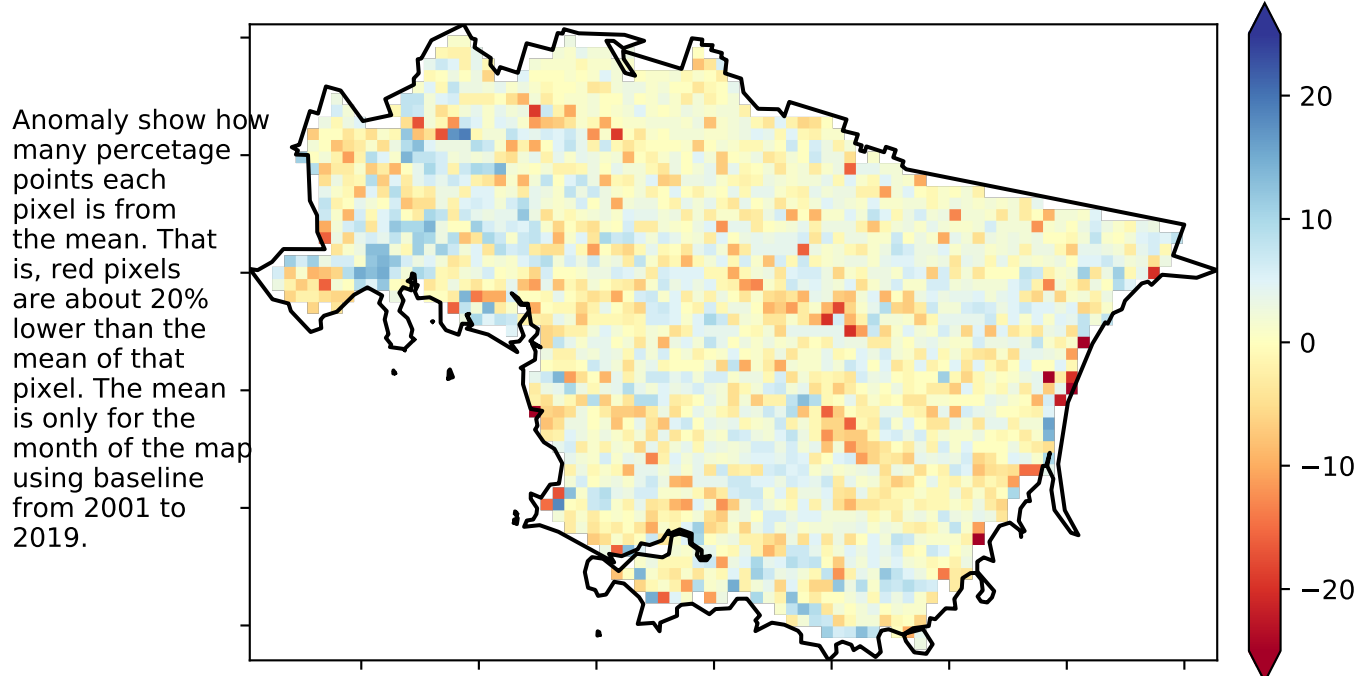 Anomaly show how
many percetage
points each
pixel is from
the mean. That
is, red pixels
are about 20%
lower than the
mean of that
pixel. The mean
is only for the
month of the map
using baseline
from 2001 to
2019.
20
10
0
−10
−20